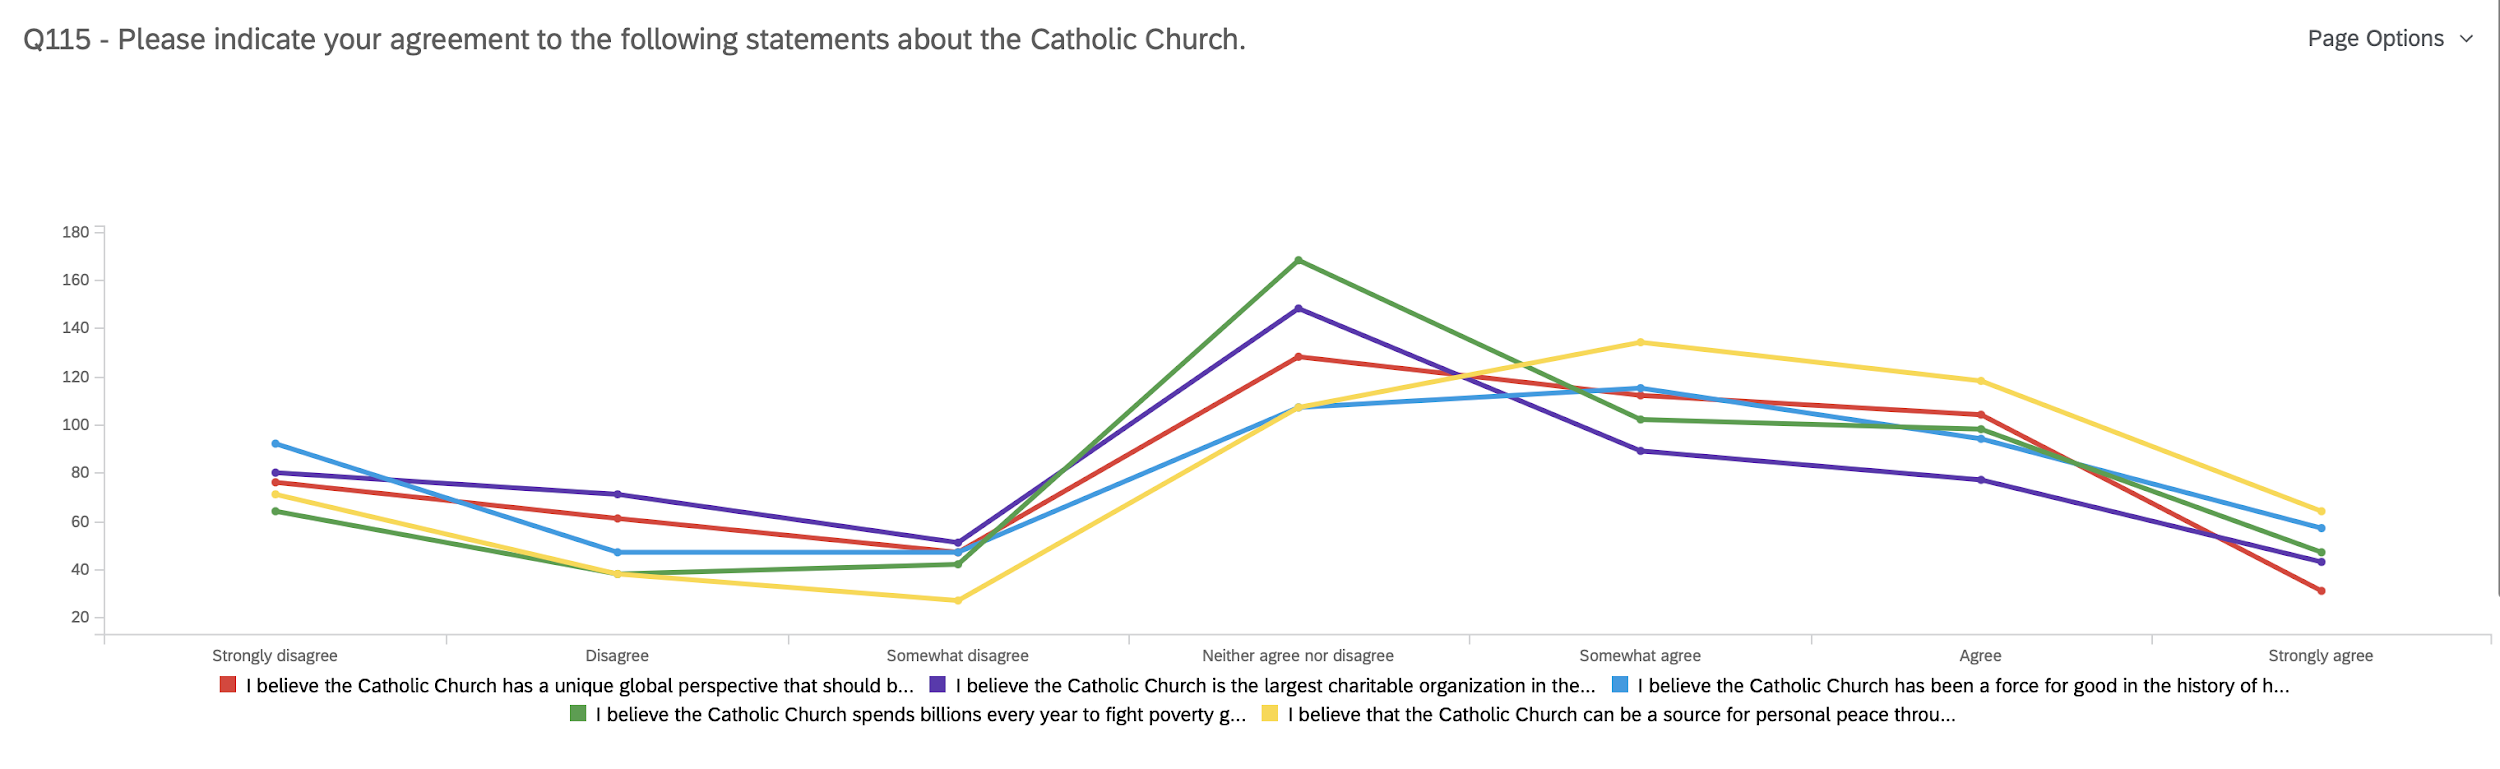 Q115 - Please indicate your agreement to the following statements about the Catholic Church.
Page Options
180
160
140
120
100
80
60
40
20
Strongly disagree Disagree Somewhat disagree Neither agree nor disagree Somewhat agree Agree Strongly agree
I believe the Catholic Church has a unique global perspective that should b... I believe the Catholic Church is the largest charitable organization in the... I believe the Catholic Church has been a force for good in the history of h...
I believe the Catholic Church spends billions every year to fight poverty g... I believe that the Catholic Church can be a source for personal peace throu...